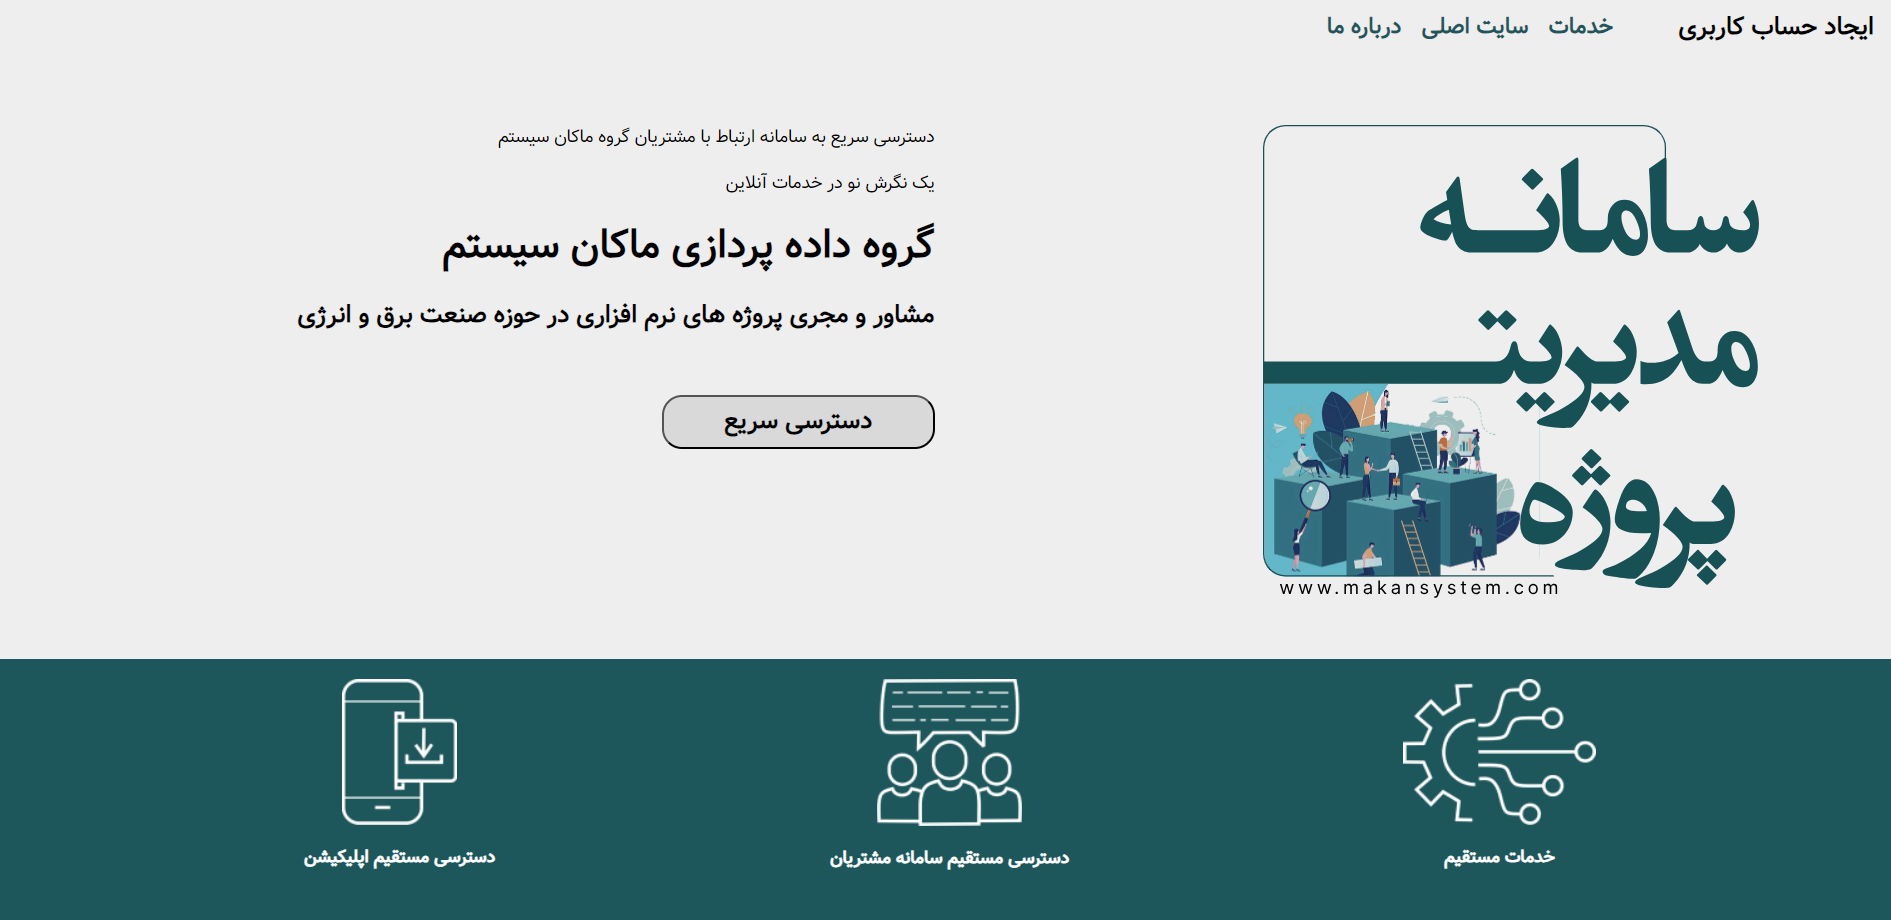 ایجاد حساب کاربری
خدمات
سایت اصلی
درباره ما
سامانه
مدیریت
پروژه
www.makansystem.com
دسترسی سریع به سامانه ارتباط با مشتریان گروه ماکان سیستم
یک نگرش نو در خدمات آنلاین
گروه داده پردازی ماکان سیستم
مشاور و مجری پروژه های نرم افزاری در حوزه صنعت برق و انرژی
دسترسی سریع
خدمات مستقیم
دسترسی مستقیم سامانه مشتریان
دسترسی مستقیم اپلیکیشن